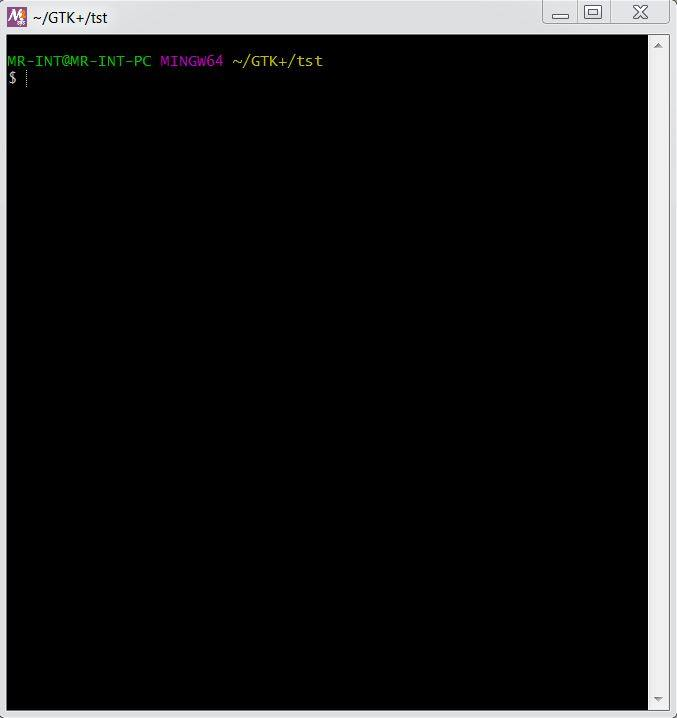 ~/GTK+/tst
MR-INT@MR-INT-PC MINGW64 ~/GTK+/tst
$